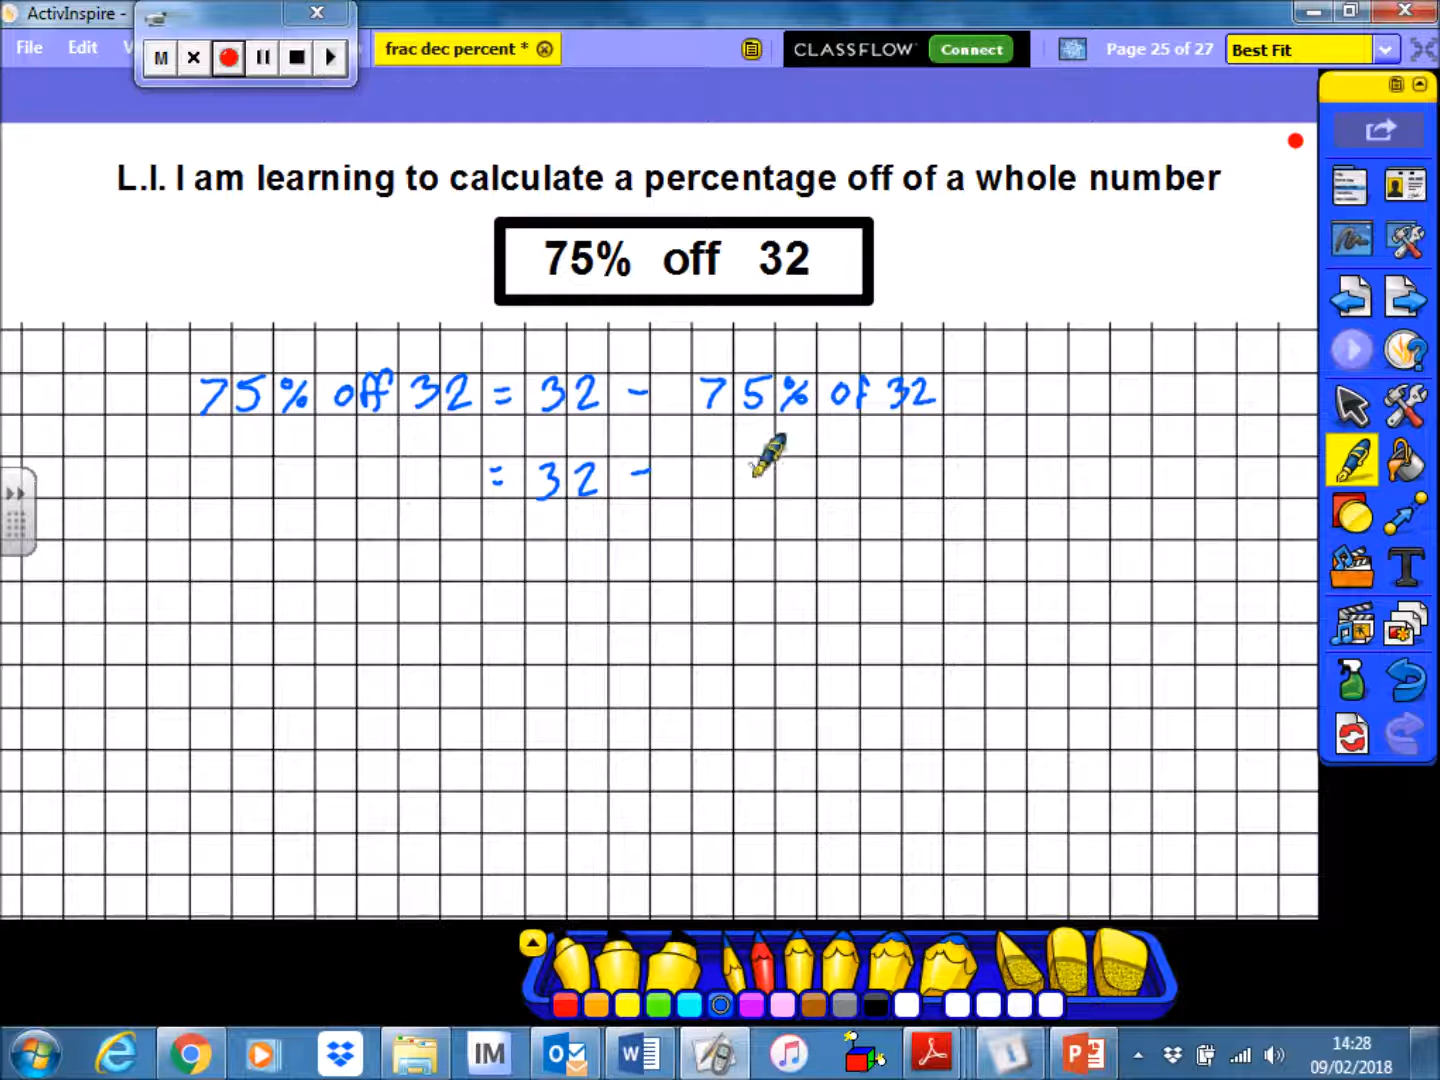 ActivInspire -
File Edit V
M
frac dec percent *
CLASSFLOW Connect
Page 25 of 27
Best Fit
L.I. I am learning to calculate a percentage off of a whole number
75% off 32
75% off 32 = 32 - 75% of 32
= 32 -
IM
14:28
09/02/2018